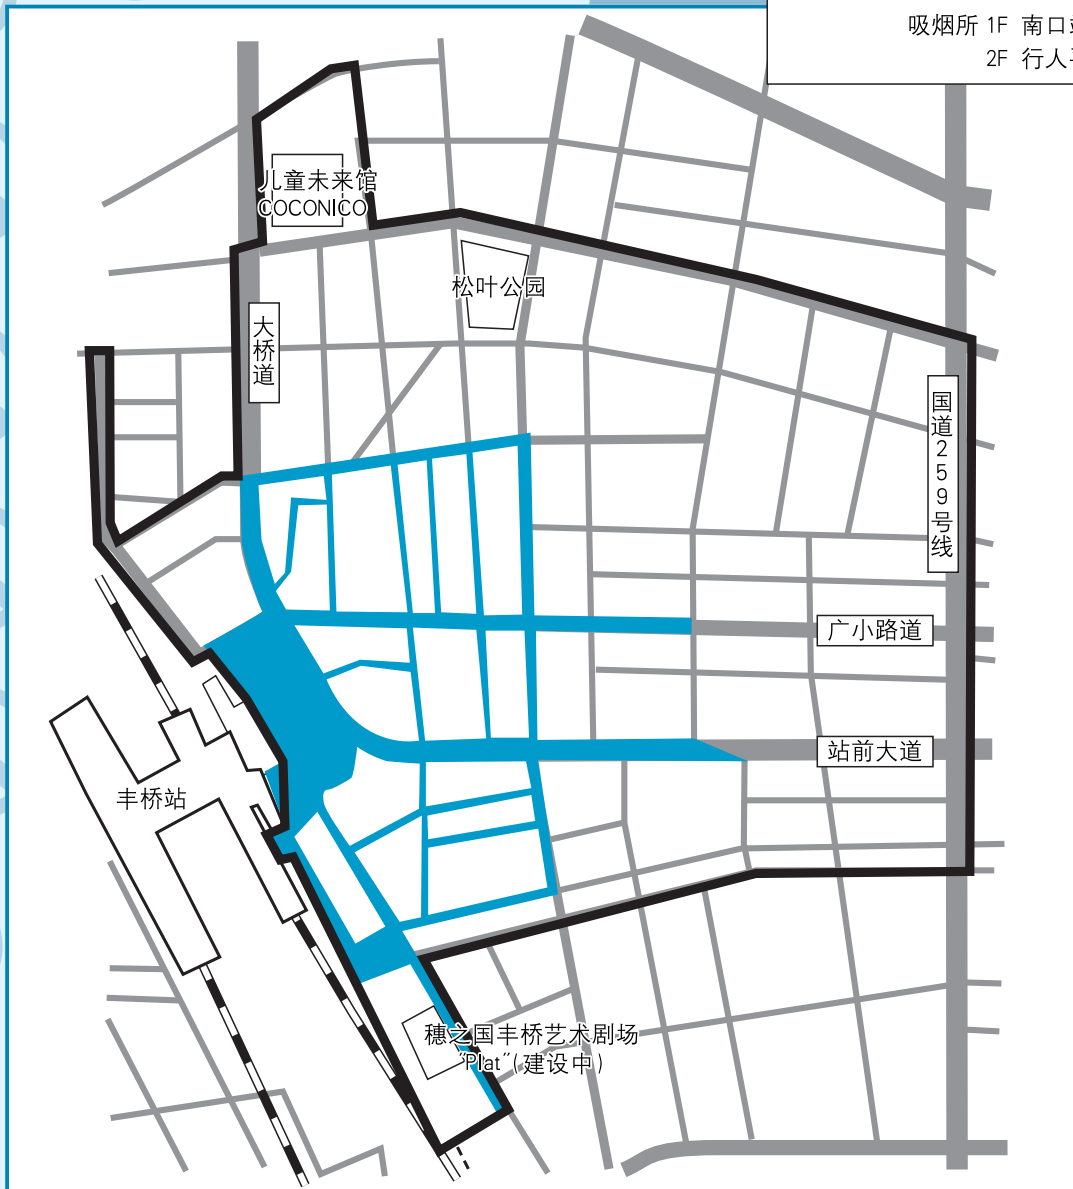 吸烟所 1F 南口
2F 行人
儿童未来馆
COCONICO
松叶公园
大桥道
国道259号线
广小路道
站前大道
丰桥站
穗之国丰桥艺术剧场
"Plat"(建设中)